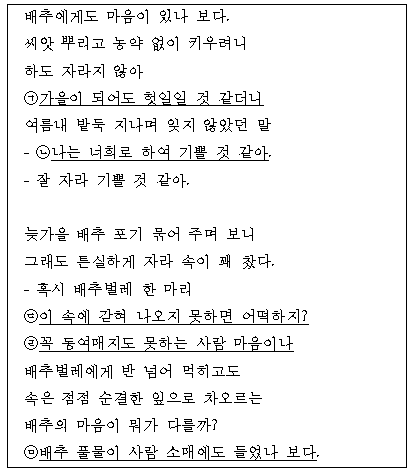 배추에게도 마음이 있나 보다.
씨앗 뿌리고 농약 없이 키우려니
하도 자라지 않아
㉠가을이 되어도 헛일일 것 같더니
여름내 밭둑 지나며 잊지 않았던 말
- ㉡나는 너희로 하여 기쁠 것 같아.
- 잘 자라 기쁠 것 같아.
늦가을 배추 포기 묶어 주며 보니
그래도 튼실하게 자라 속이 꽤 찼다.
- 혹시 배추벌레 한 마리
㉢이 속에 갇혀 나오지 못하면 어떡하지?
㉣꼭 동여매지도 못하는 사람 마음이나
배추벌레에게 반 넘어 먹히고도
속은 점점 순결한 잎으로 차오르는
배추의 마음이 뭐가 다를까?
㉤배추 풀물이 사람 소매에도 들었나 보다.